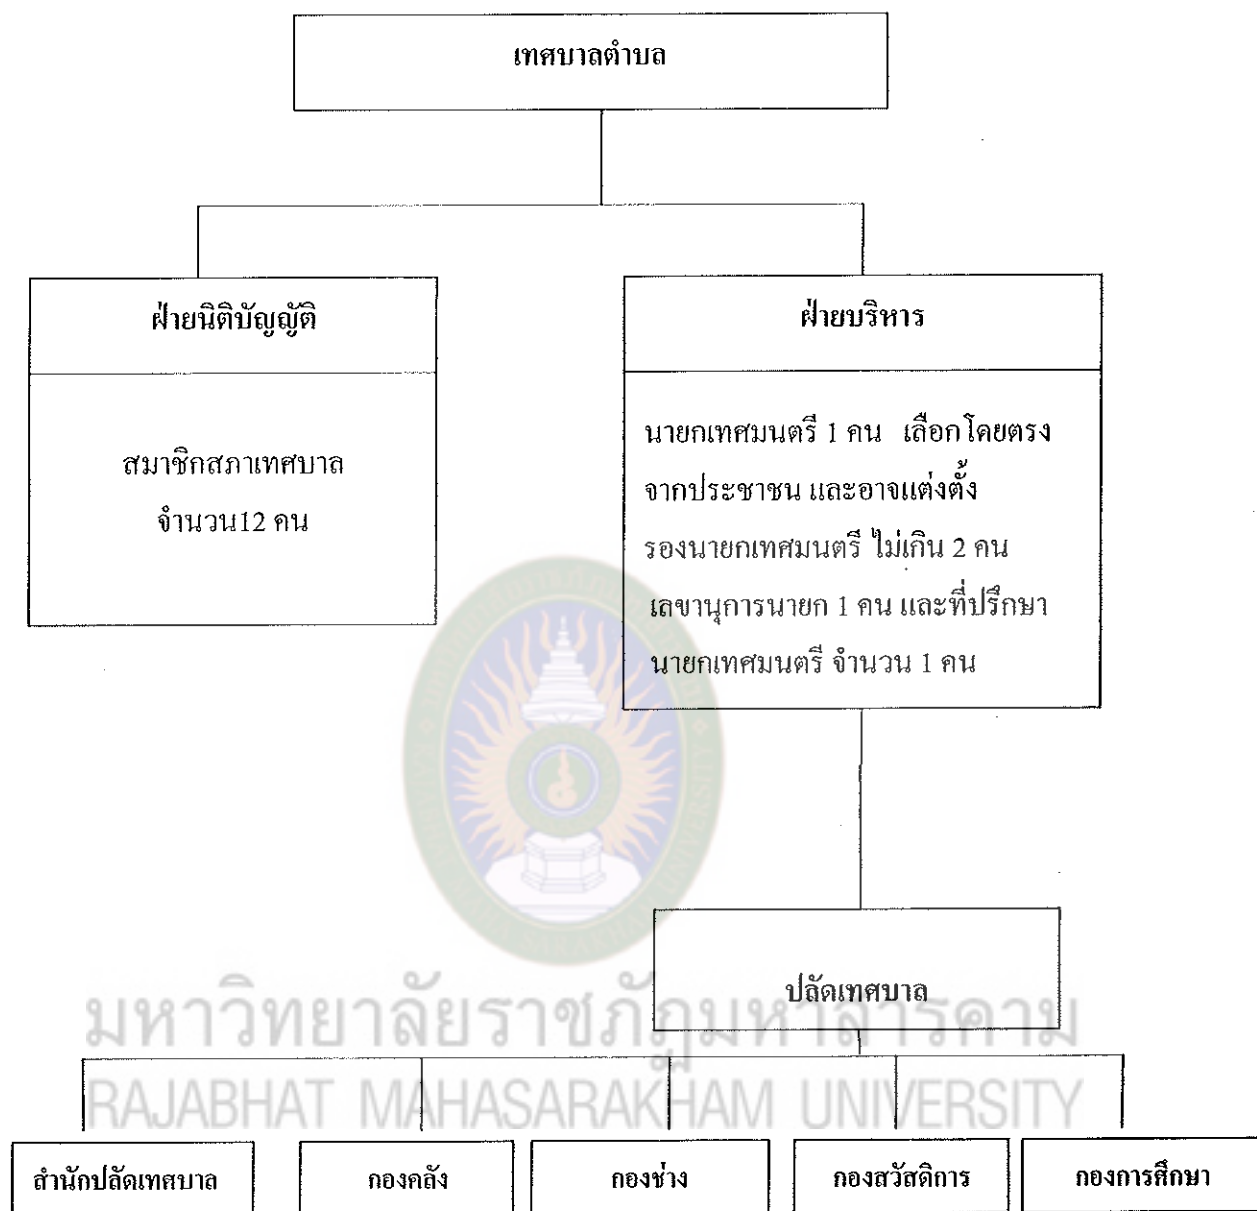 เทศบาลตำบล
ฝ่ายนิติบัญญัติ
สมาชิกสภาเทศบาล
จำนวน12 คน
ฝ่ายบริหาร
นายกเทศมนตรี 1 คน เลือกโดยตรง
จากประชาชน และอาจแต่งตั้ง
รองนายกเทศมนตรี ไม่เกิน 2 คน
เลขานุการนายก 1 คน และที่ปรึกษา
นายกเทศมนตรี จำนวน 1 คน
ปลัดเทศบาล
มหาวิทยาลัยราชภัฏมหาสารคาม
RAJABHAT MAHASARAKHAM UNIVERSITY
สำนักปลัดเทศบาล
กองคลัง
กองช่าง
กองสวัสดิการ
กองการศึกษา